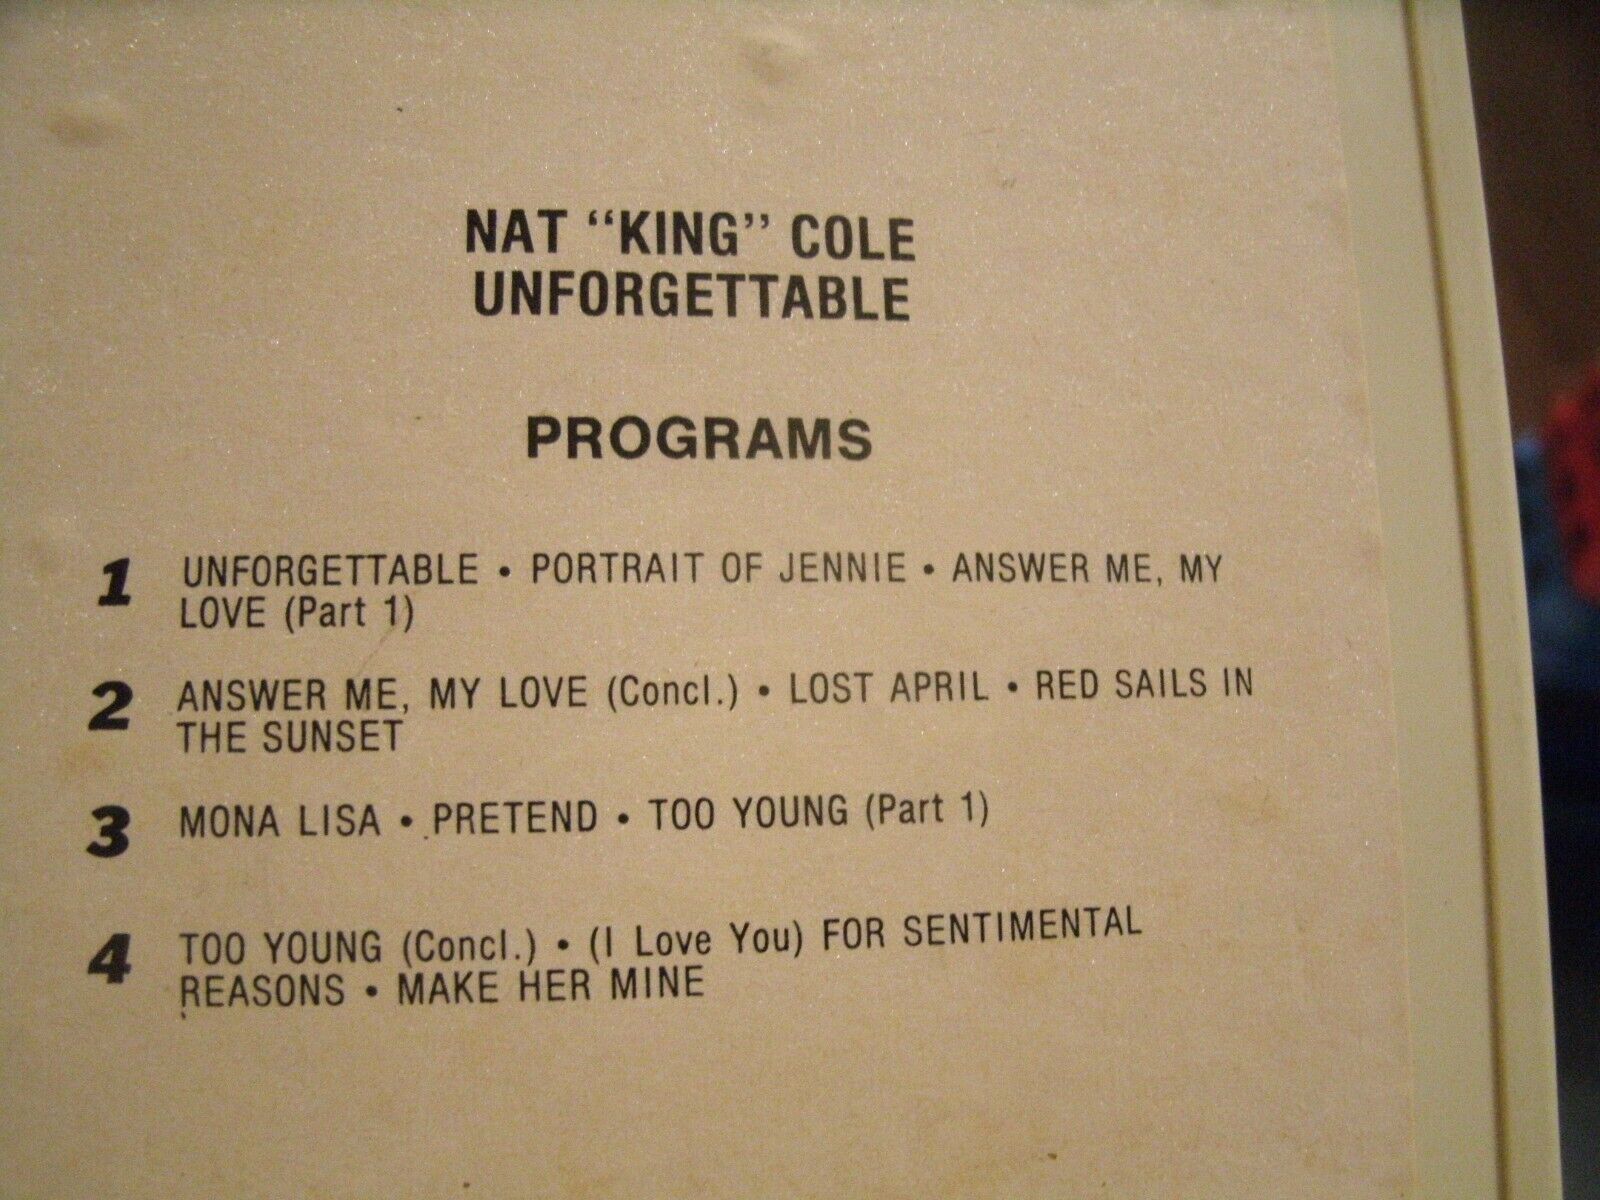 NAT “KING” COLE
UNFORGETTABLE
PROGRAMS
1 UNFORGETTABLE • PORTRAIT OF JENNIE • ANSWER ME, MY
LOVE (Part 1)
2 ANSWER ME, MY LOVE (Concl.) • LOST APRIL • RED SAILS IN
THE SUNSET
3 MONA LISA • PRETEND • TOO YOUNG (Part 1)
4 TOO YOUNG (Concl.) • (I Love You) FOR SENTIMENTAL
REASONS • MAKE HER MINE